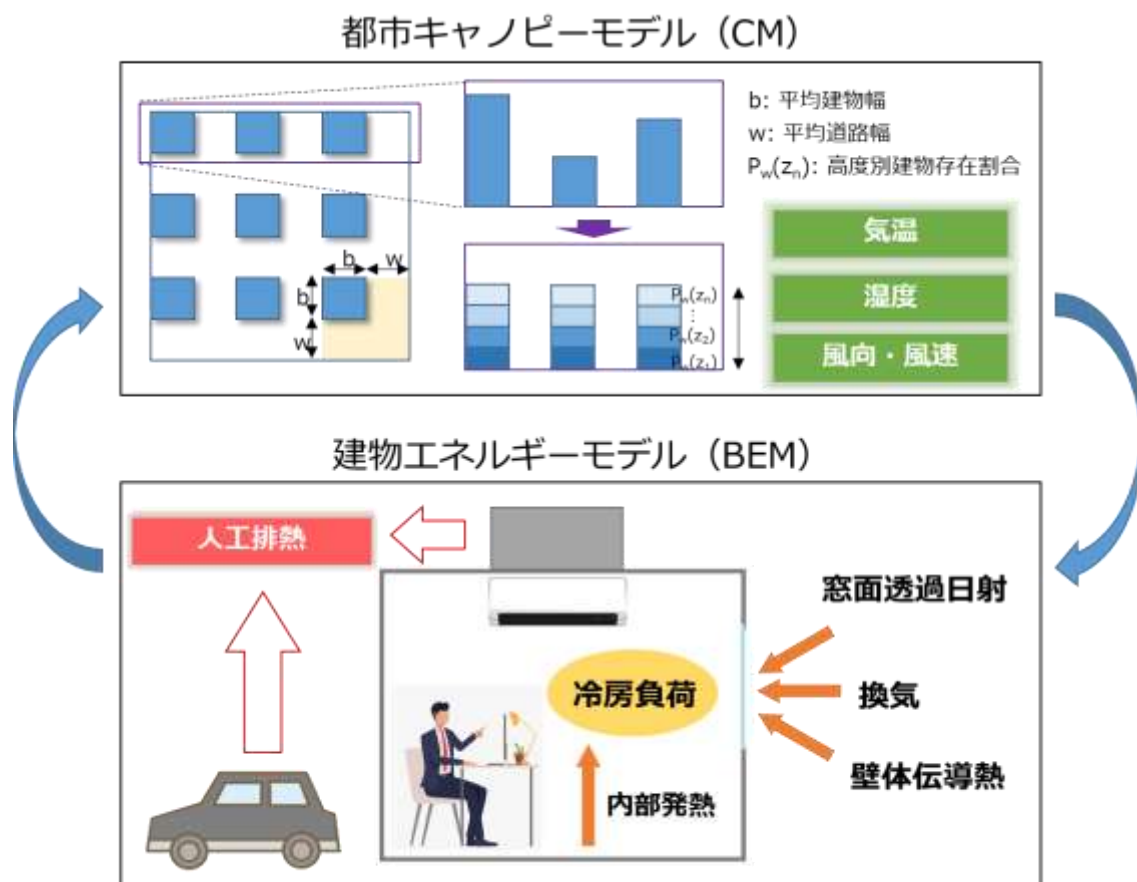 都市キャノピーモデル（CM）
b: 平均建物幅
w: 平均道路幅
Pw(zn): 高度別建物存在割合
気温
湿度
風向・風速
b
w
b
w
Pw(zn)
⋮
Pw(z2)
Pw(z1)
建物エネルギーモデル（BEM）
人工排熱
窓面透過日射
冷房負荷
換気
内部発熱
壁体伝導熱